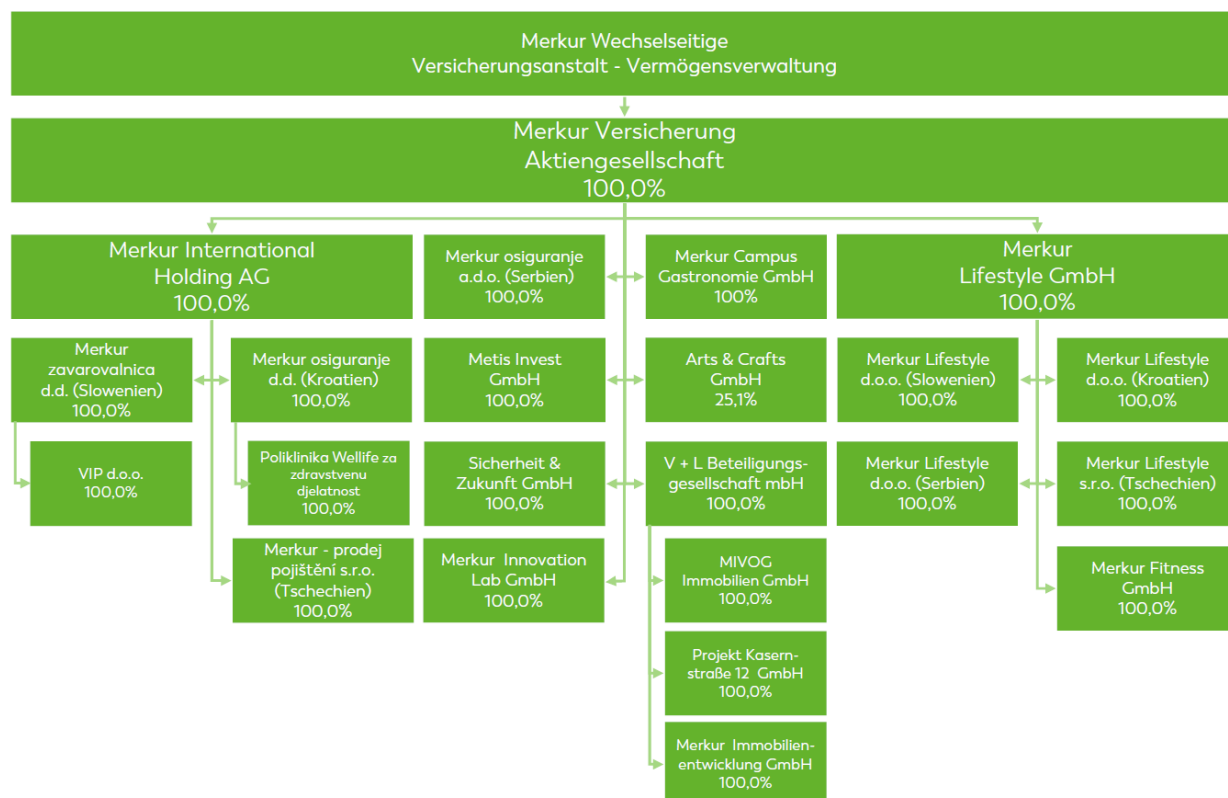 Merkur Wechselseitige
Versicherungsanstalt - Vermögensverwaltung
Merkur Versicherung
Aktiengesellschaft
100,0%
Merkur International
Holding AG
100,0%
Merkur osiguranje
a.d.o. (Serbien)
100,0%
Merkur Campus
Gastronomie GmbH
100%
Merkur
Lifestyle GmbH
100,0%
Merkur
zavarovalnica
d.d. (Slowenien)
100,0%
Merkur osiguranje
d.d. (Kroatien)
100,0%
Metis Invest
GmbH
100,0%
Arts & Crafts
GmbH
25,1%
Merkur Lifestyle
d.o.o. (Slowenien)
100,0%
Merkur Lifestyle
d.o.o. (Kroatien)
100,0%
VIP d.o.o.
100,0%
Poliklinika Wellife za
zdravstvenu
djelatnost
100,0%
Sicherheit &
Zukunft GmbH
100,0%
V + L Beteiligungs-
gesellschaft mbH
100,0%
Merkur Lifestyle
d.o.o. (Serbien)
100,0%
Merkur Lifestyle
s.r.o. (Tschechien)
100,0%
Merkur - prodej
pojištění s.r.o.
(Tschechien)
100,0%
Merkur Innovation
Lab GmbH
100,0%
MIVOG
Immobilien GmbH
100,0%
Merkur Fitness
GmbH
100,0%
Projekt Kasern-
straße 12 GmbH
100,0%
Merkur Immobilien-
entwicklung GmbH
100,0%